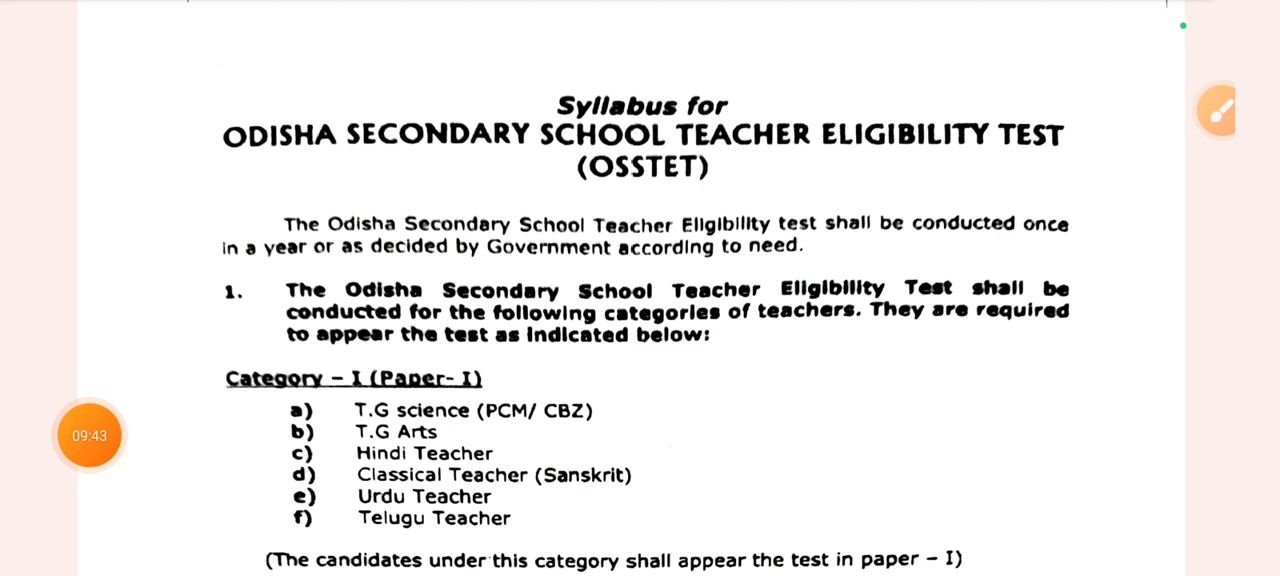 Syllabus for
ODISHA SECONDARY SCHOOL TEACHER ELIGIBILITY TEST
(OSSTET)
The Odisha Secondary School Teacher Eligibility test shall be conducted once
in a year or as decided by Government according to need.
1. The Odisha Secondary School Teacher Eligibility Test shall be
conducted for the following categories of teachers. They are required
to appear the test as indicated below:
Category – I (Paper- I)
a) T.G science (PCM/ CBZ)
b) T.G Arts
c) Hindi Teacher
09:43
d) Classical Teacher (Sanskrit)
e) Urdu Teacher
f) Telugu Teacher
(The candidates under this category shall appear the test in paper – I)